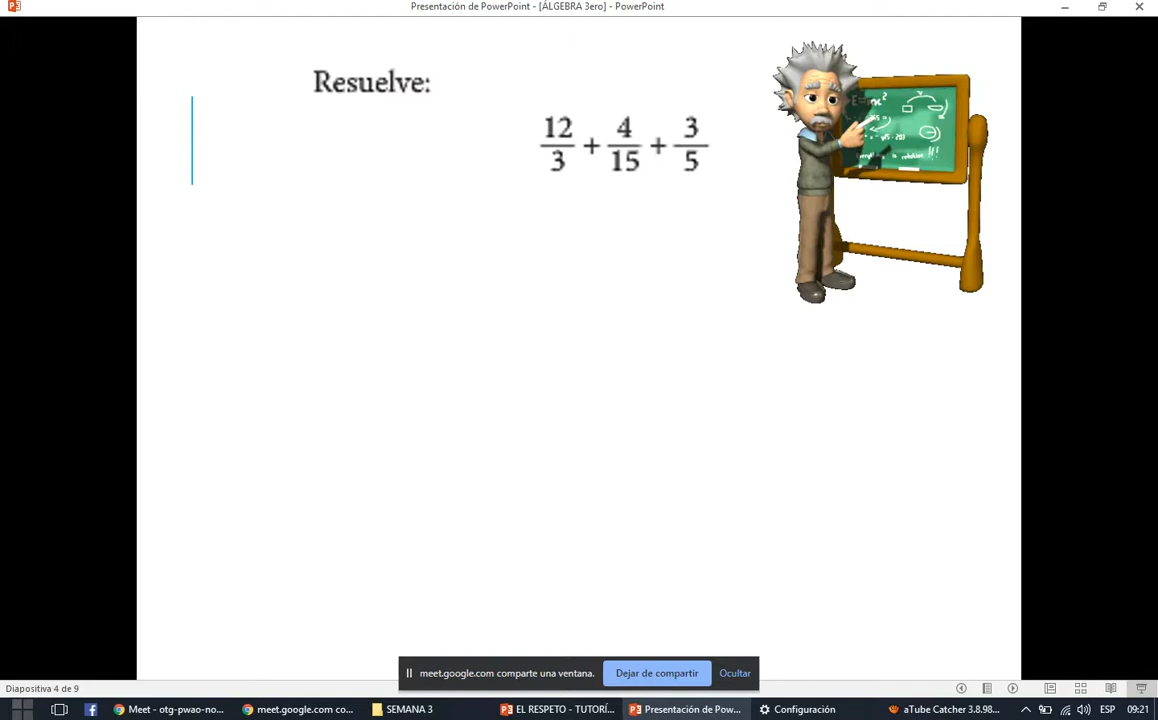 Presentación de PowerPoint - [ÁLGEBRA 3ero] - PowerPoint
Resuelve:
12/3 + 4/15 + 3/5
E=mc²
meet.google.com comparte una ventana. Dejar de compartir Ocultar
Diapositiva 4 de 9
Meet - otg-pwao-no... meet.google.com co... SEMANA 3 EL RESPETO - TUTORÍ... Presentación de Pow... Configuración aTube Catcher 3.8.98... ESP 09:21